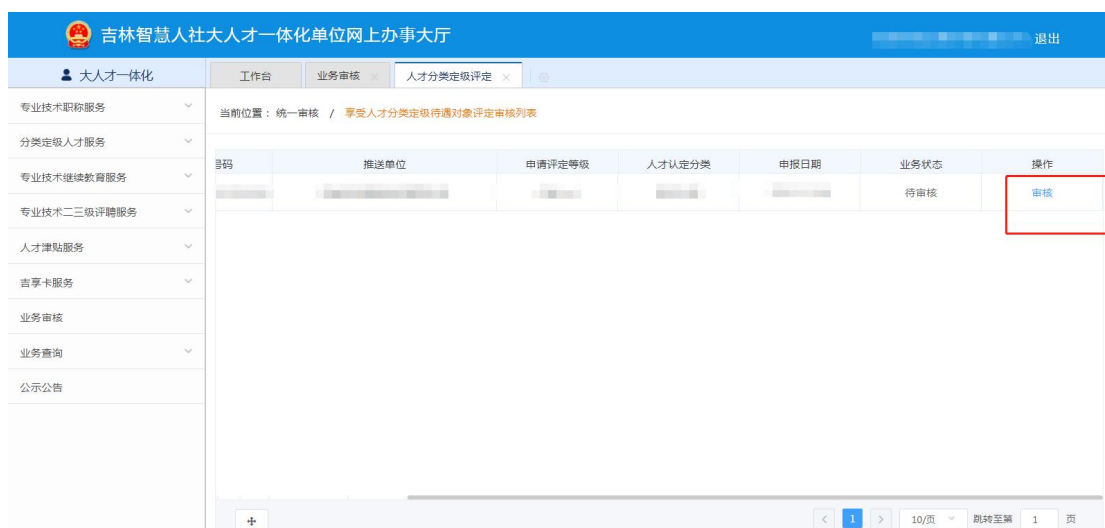 吉林智慧人社大人才一体化单位网上办事大厅 退出
大人才一体化 工作台 业务审核 人才分类定级评定
专业技术职称服务
当前位置： 统一审核 / 享受人才分类定级待遇对象评定审核列表
分类定级人才服务
号码 推送单位 申请评定等级 人才认定分类 申报日期 业务状态 操作
专业技术继续教育服务
待审核 审核
专业技术二三级评聘服务
人才津贴服务
吉享卡服务
业务审核
业务查询
公示公告
1 10/页 跳转至第 1 页